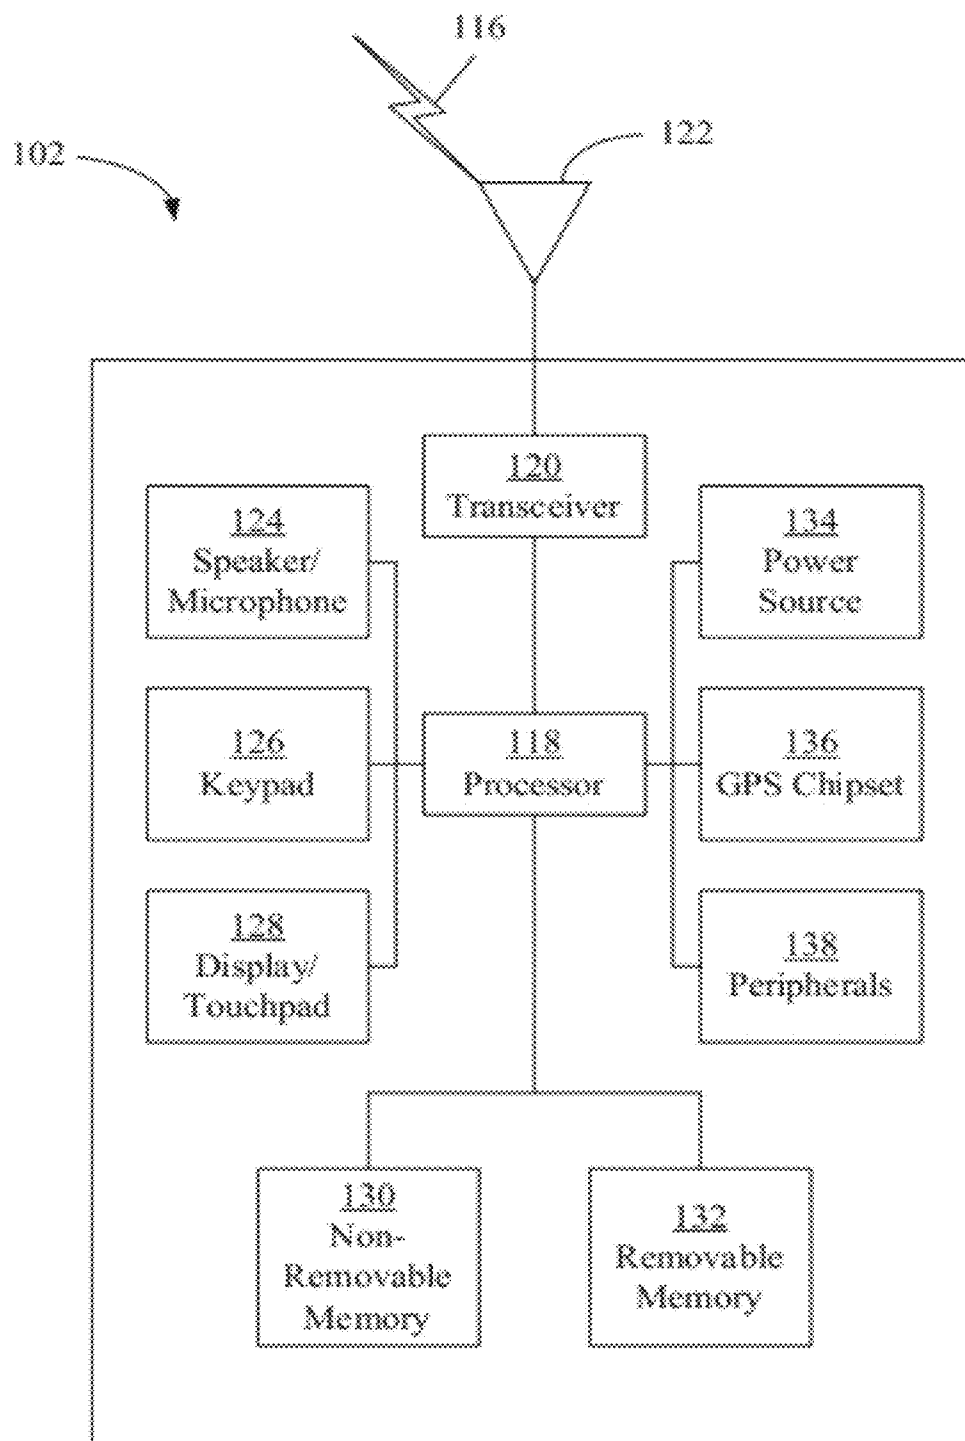 116
122
102
120
Transceiver
124
Speaker/
Microphone
134
Power
Source
126
Keypad
118
Processor
136
GPS Chipset
128
Display/
Touchpad
138
Peripherals
130
Non-
Removable
Memory
132
Removable
Memory